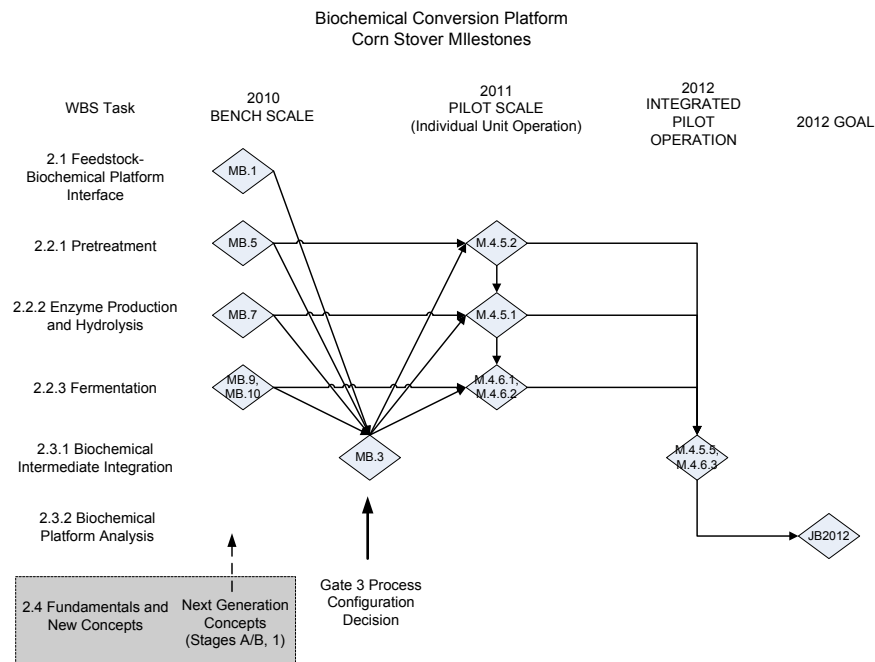 Biochemical Conversion Platform
Corn Stover MIlestones
WBS Task
2010
BENCH SCALE
2011
PILOT SCALE
(Individual Unit Operation)
2012
INTEGRATED
PILOT
OPERATION
2012 GOAL
2.1 Feedstock-
Biochemical Platform
Interface
MB.1
2.2.1 Pretreatment
MB.5
M.4.5.2
2.2.2 Enzyme Production
and Hydrolysis
MB.7
M.4.5.1
2.2.3 Fermentation
MB.9,
MB.10
M.4.6.1,
M.4.6.2
2.3.1 Biochemical
Intermediate Integration
MB.3
M.4.5.5,
M.4.6.3
2.3.2 Biochemical
Platform Analysis
JB2012
2.4 Fundamentals and
New Concepts
Next Generation
Concepts
(Stages A/B, 1)
Gate 3 Process
Configuration
Decision